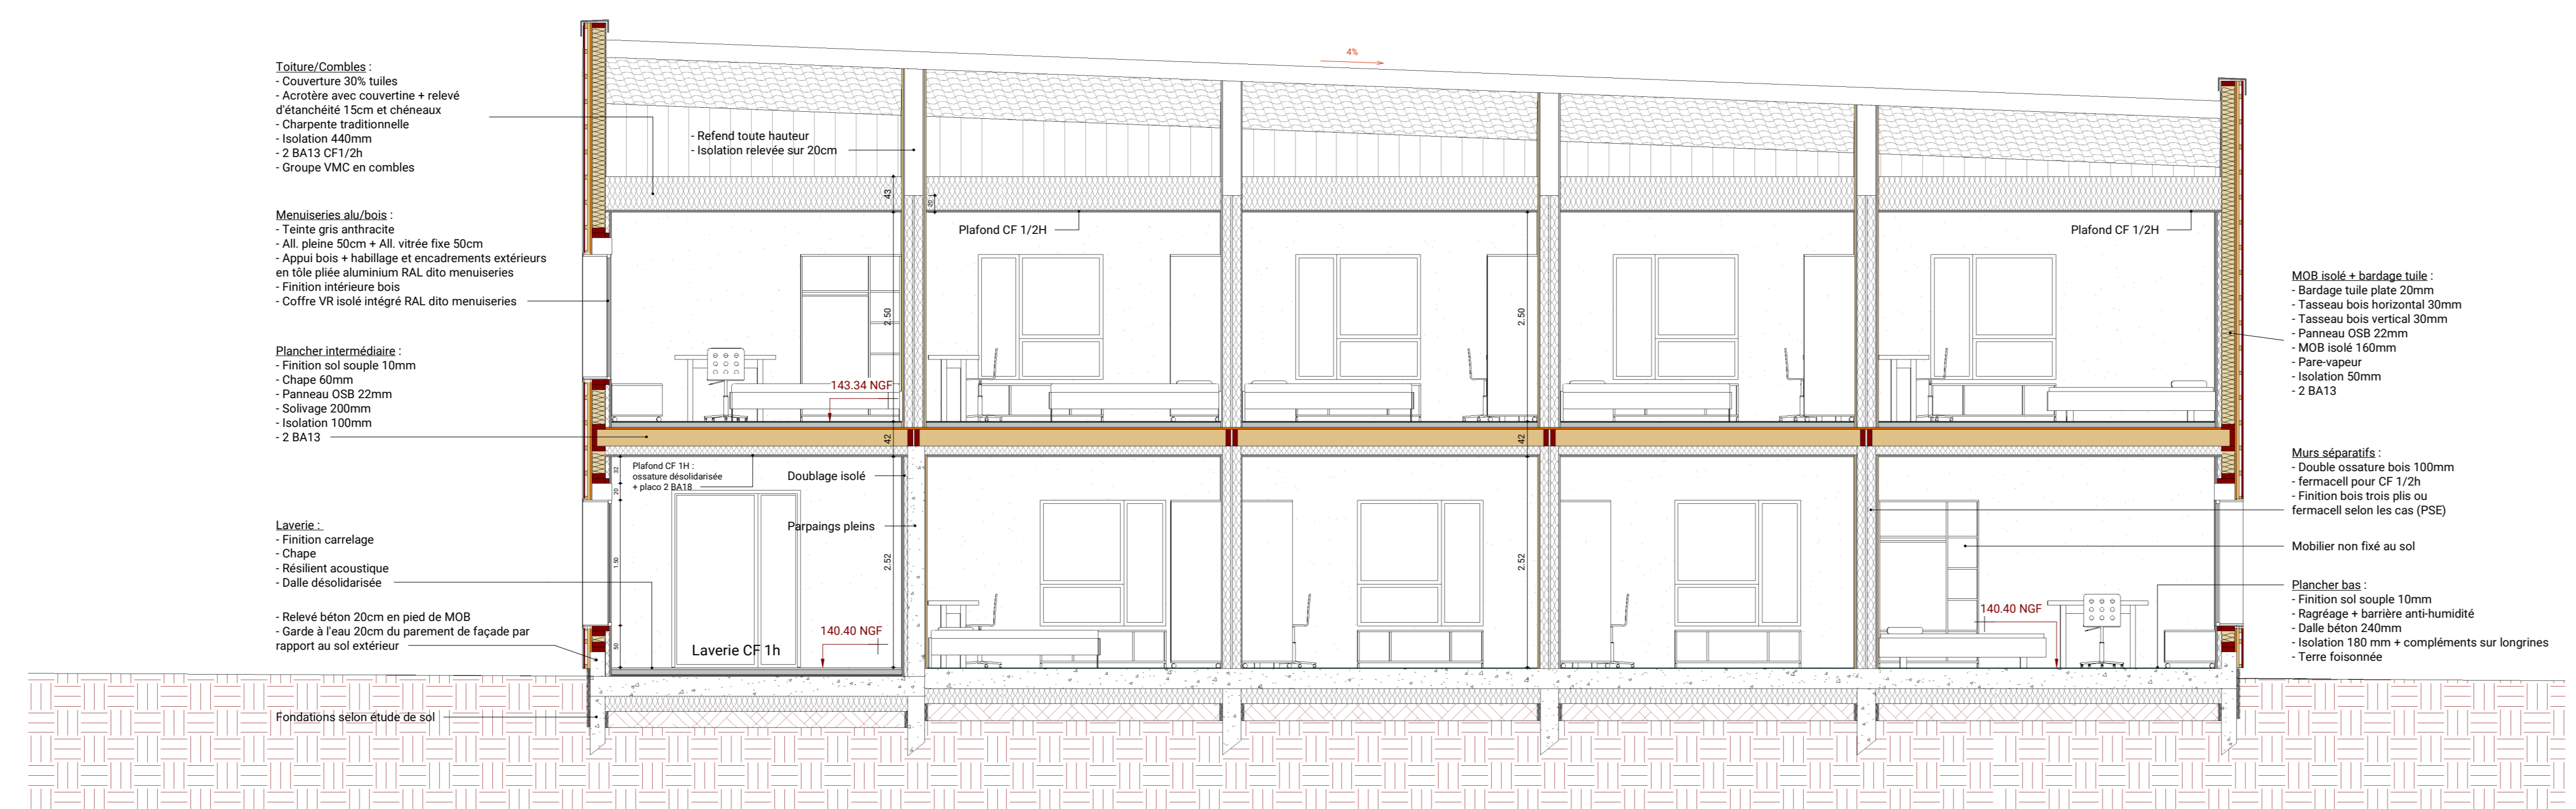 Toiture/Combles :
- Couverture 30% tuiles
- Acrotère avec couvertine + relevé
d'étanchéité 15cm et chéneaux
- Charpente traditionnelle
- Isolation 440mm
- 2 BA13 CF1/2h
- Groupe VMC en combles
Menuiseries alu/bois :
- Teinte gris anthracite
- All. pleine 50cm + All. vitrée fixe 50cm
- Appui bois + habillage et encadrements extérieurs
en tôle pliée aluminium RAL dito menuiseries
- Finition intérieure bois
- Coffre VR isolé intégré RAL dito menuiseries
Plancher intermédiaire :
- Finition sol souple 10mm
- Chape 60mm
- Panneau OSB 22mm
- Solivage 200mm
- Isolation 100mm
- 2 BA13
Laverie :
- Finition carrelage
- Chape
- Résilient acoustique
- Dalle désolidarisée
- Relevé béton 20cm en pied de MOB
- Garde à l'eau 20cm du parement de façade par
rapport au sol extérieur
Fondations selon étude de sol
4%
- Refend toute hauteur
- Isolation relevée sur 20cm
43
20
Plafond CF 1/2H
Plafond CF 1/2H
2.50
2.50
143.34 NGF
42
42
Plafond CF 1H :
ossature désolidarisée
+ placo 2 BA18
Doublage isolé
Parpaings pleins
32
20
1.50
50
2.52
2.52
140.40 NGF
Laverie CF 1h
140.40 NGF
MOB isolé + bardage tuile :
- Bardage tuile plate 20mm
- Tasseau bois horizontal 30mm
- Tasseau bois vertical 30mm
- Panneau OSB 22mm
- MOB isolé 160mm
- Pare-vapeur
- Isolation 50mm
- 2 BA13
Murs séparatifs :
- Double ossature bois 100mm
- fermacell pour CF 1/2h
- Finition bois trois plis ou
fermacell selon les cas (PSE)
Mobilier non fixé au sol
Plancher bas :
- Finition sol souple 10mm
- Ragréage + barrière anti-humidité
- Dalle béton 240mm
- Isolation 180 mm + compléments sur longrines
- Terre foisonnée